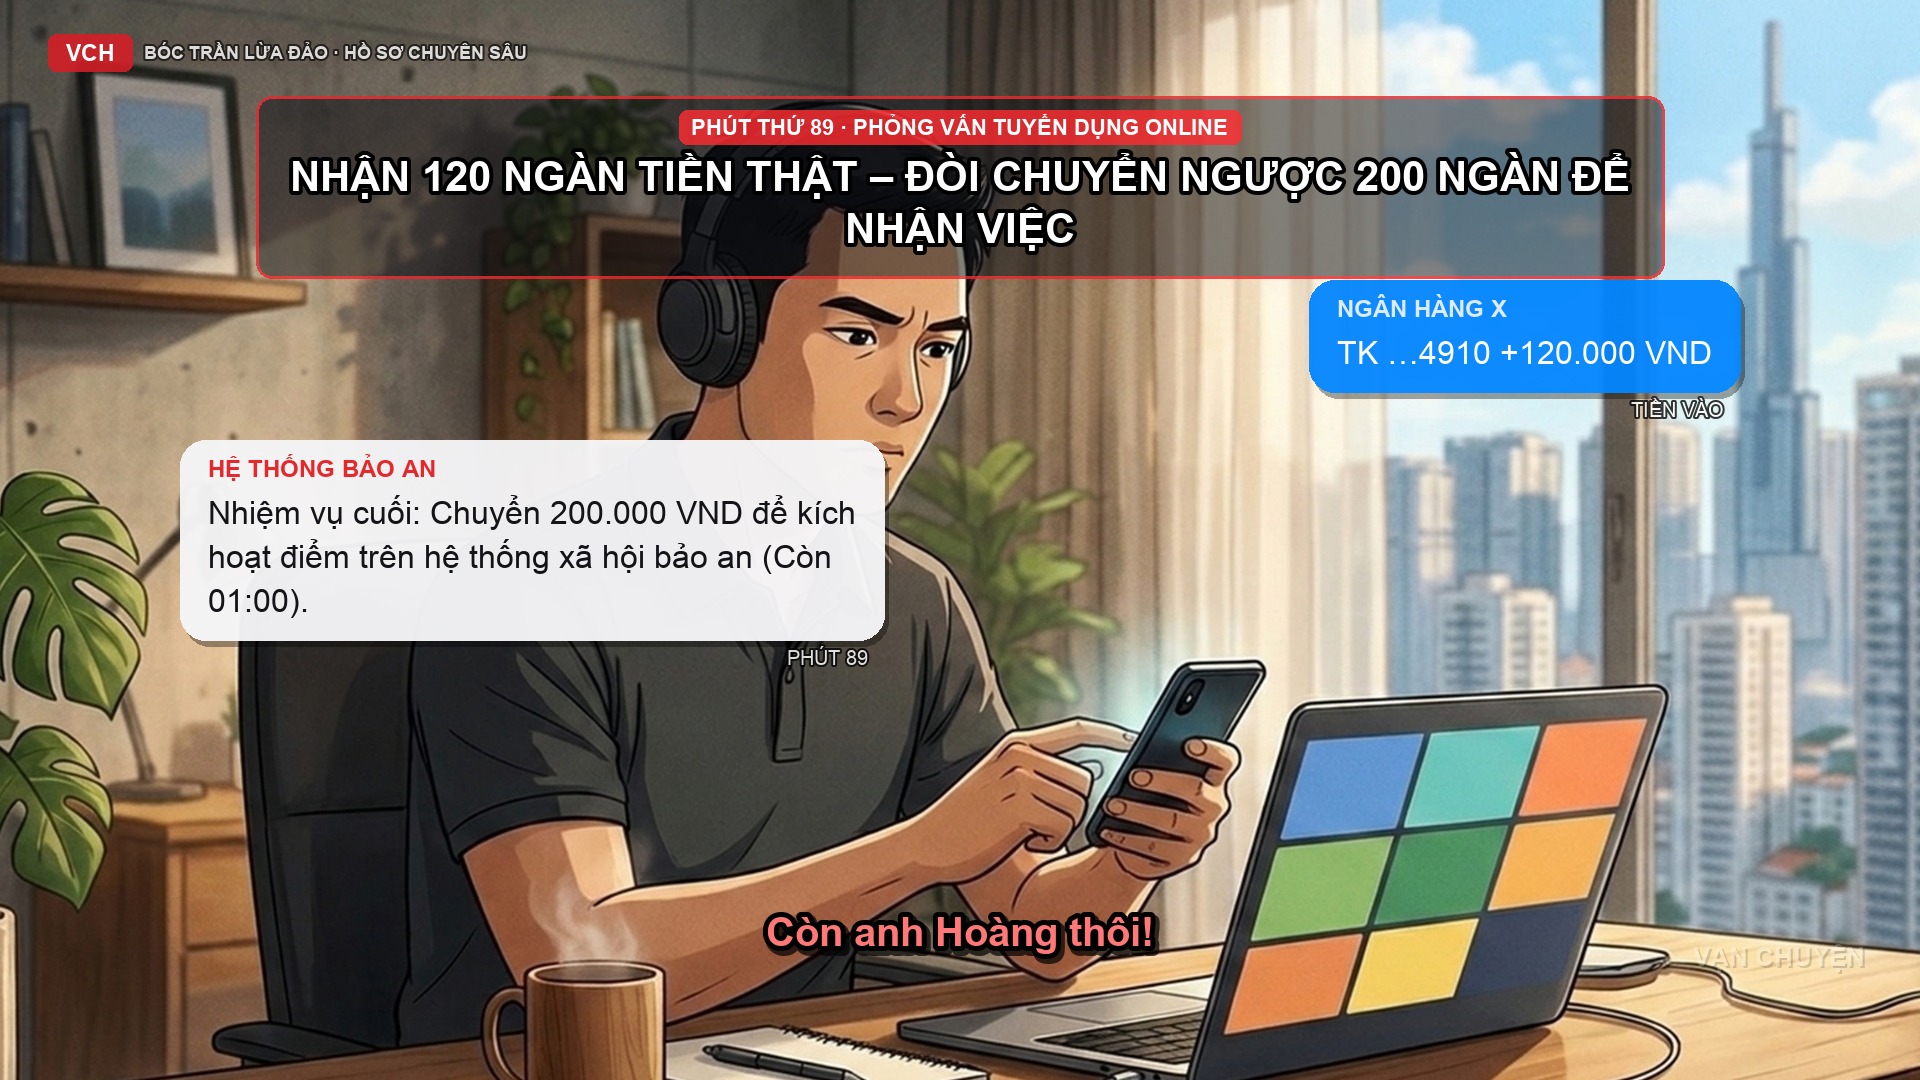 VCH BÓC TRẦN LỪA ĐẢO · HỒ SƠ CHUYÊN SÂU
PHÚT THỨ 89 · PHỎNG VẤN TUYỂN DỤNG ONLINE
NHẬN 120 NGÀN TIỀN THẬT – ĐÒI CHUYỂN NGƯỢC 200 NGÀN ĐỂ
NHẬN VIỆC
NGÂN HÀNG X
TK ...4910 +120.000 VND
TIỀN VÀO
HỆ THỐNG BẢO AN
Nhiệm vụ cuối: Chuyển 200.000 VND để kích
hoạt điểm trên hệ thống xã hội bảo an (Còn
01:00).
PHÚT 89
Còn anh Hoàng thôi!
VẠN CHUYỆN